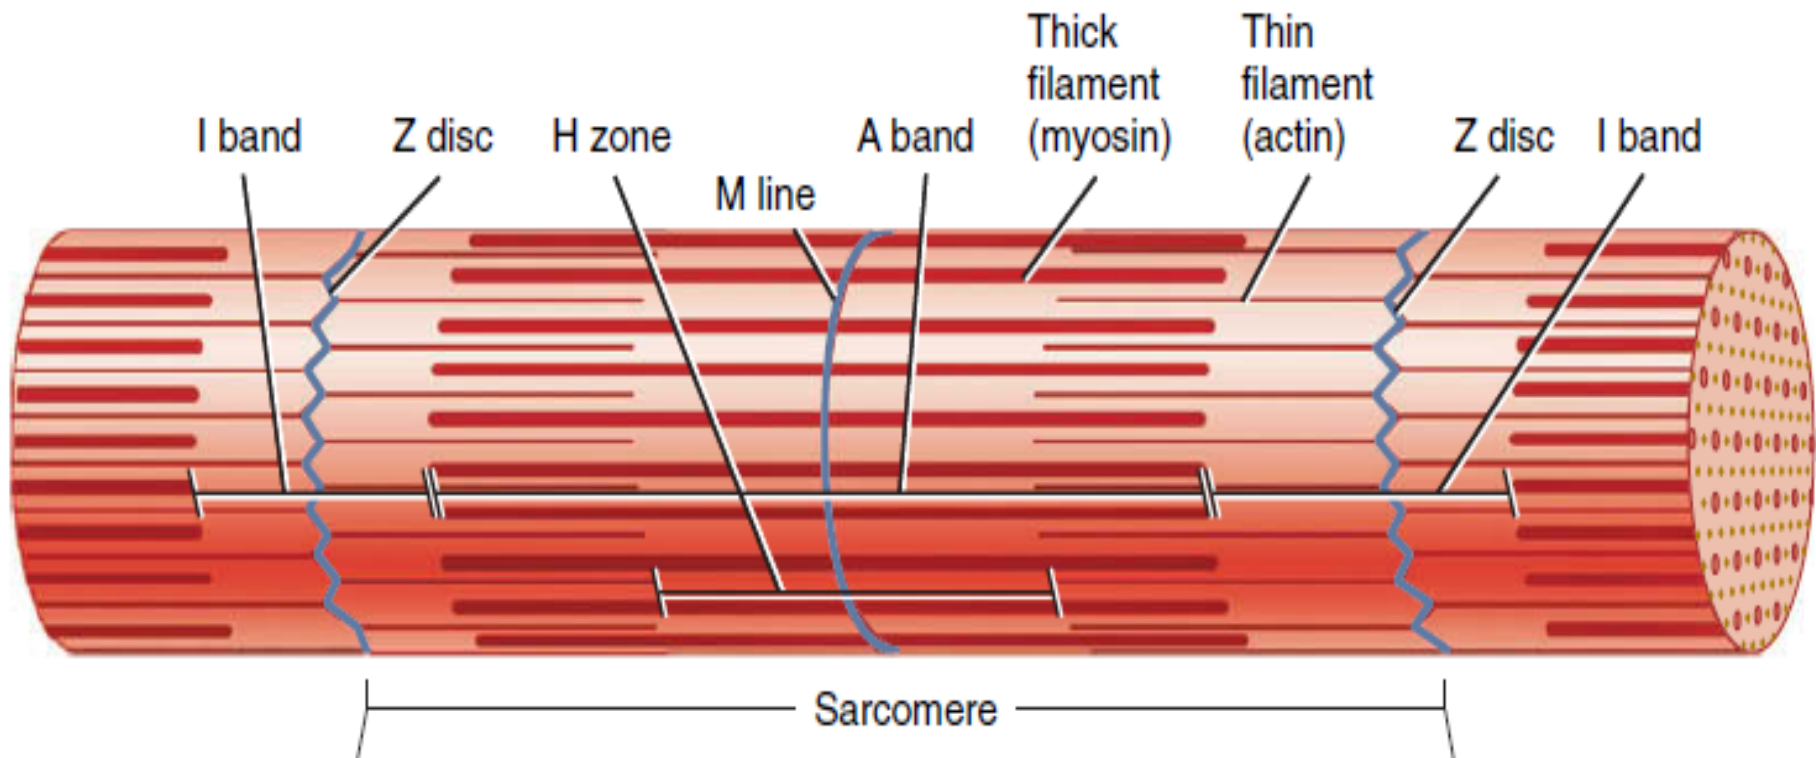 Thick
filament
(myosin)
Thin
filament
(actin)
I band
Z disc
H zone
A band
Z disc
I band
M line
Sarcomere